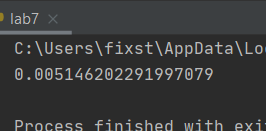 lab7
C:\Users\fixst\AppData\Lo
0.005146202291997079
Process finished with exi